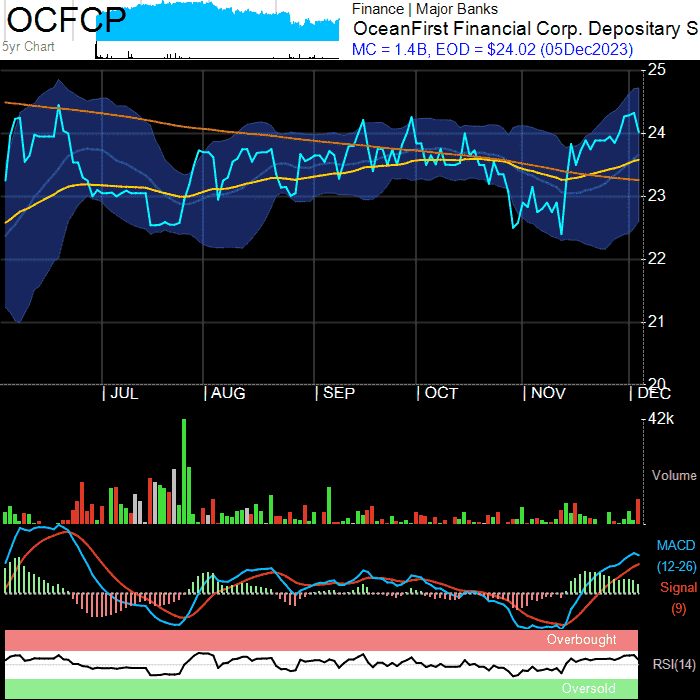 OCFCP
5yr Chart
Finance | Major Banks
OceanFirst Financial Corp. Depositary S
MC = 1.4B, EOD = $24.02 (05Dec2023)
25
24
23
22
21
20
JUL AUG SEP OCT NOV DEC
42k
Volume
MACD
(12-26)
Signal
(9)
Overbought
RSI(14)
Oversold